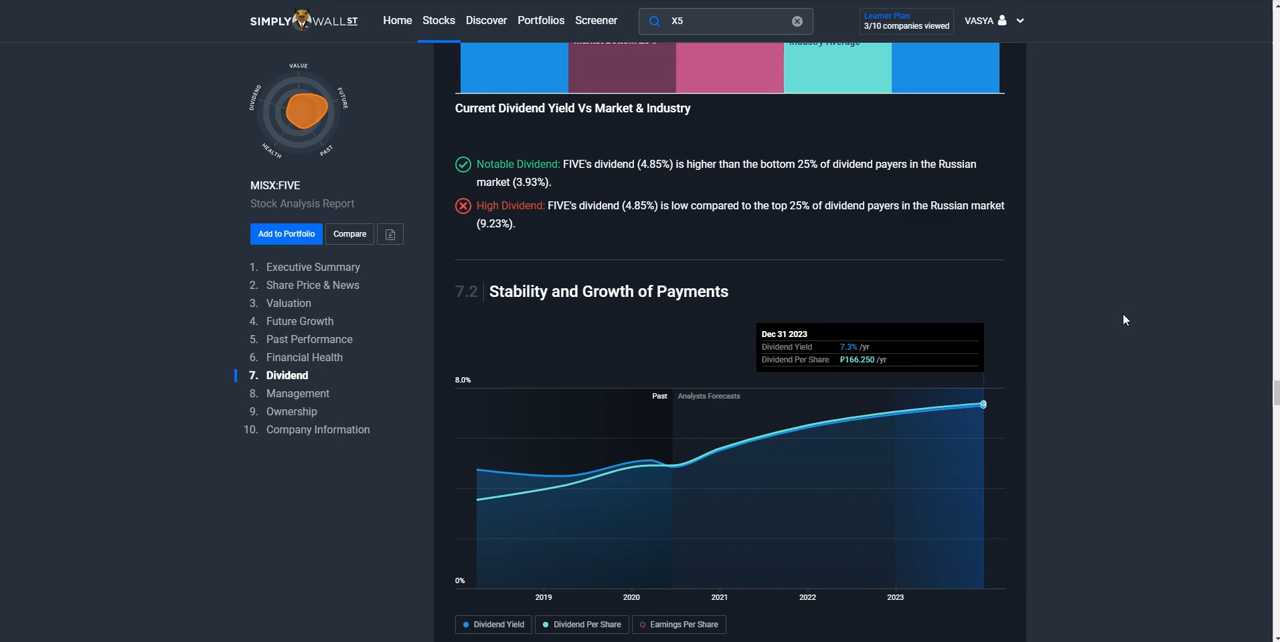 SIMPLY WALL ST
Home Stocks Discover Portfolios Screener
X5
Learner Plan
3/10 companies viewed
VASYA
VALUE
FUTURE
PAST
HEALTH
DIVIDEND
MISX:FIVE
Stock Analysis Report
Add to Portfolio
Compare
1. Executive Summary
2. Share Price & News
3. Valuation
4. Future Growth
5. Past Performance
6. Financial Health
7. Dividend
8. Management
9. Ownership
10. Company Information
Industry Average
Current Dividend Yield Vs Market & Industry
Notable Dividend: FIVE's dividend (4.85%) is higher than the bottom 25% of dividend payers in the Russian
market (3.93%).
High Dividend: FIVE's dividend (4.85%) is low compared to the top 25% of dividend payers in the Russian market
(9.23%).
7.2 Stability and Growth of Payments
Dec 31 2023
Dividend Yield 7.3% /yr
Dividend Per Share ₽166.250 /yr
8.0%
Past Analysts Forecasts
0%
2019 2020 2021 2022 2023
Dividend Yield
Dividend Per Share
Earnings Per Share